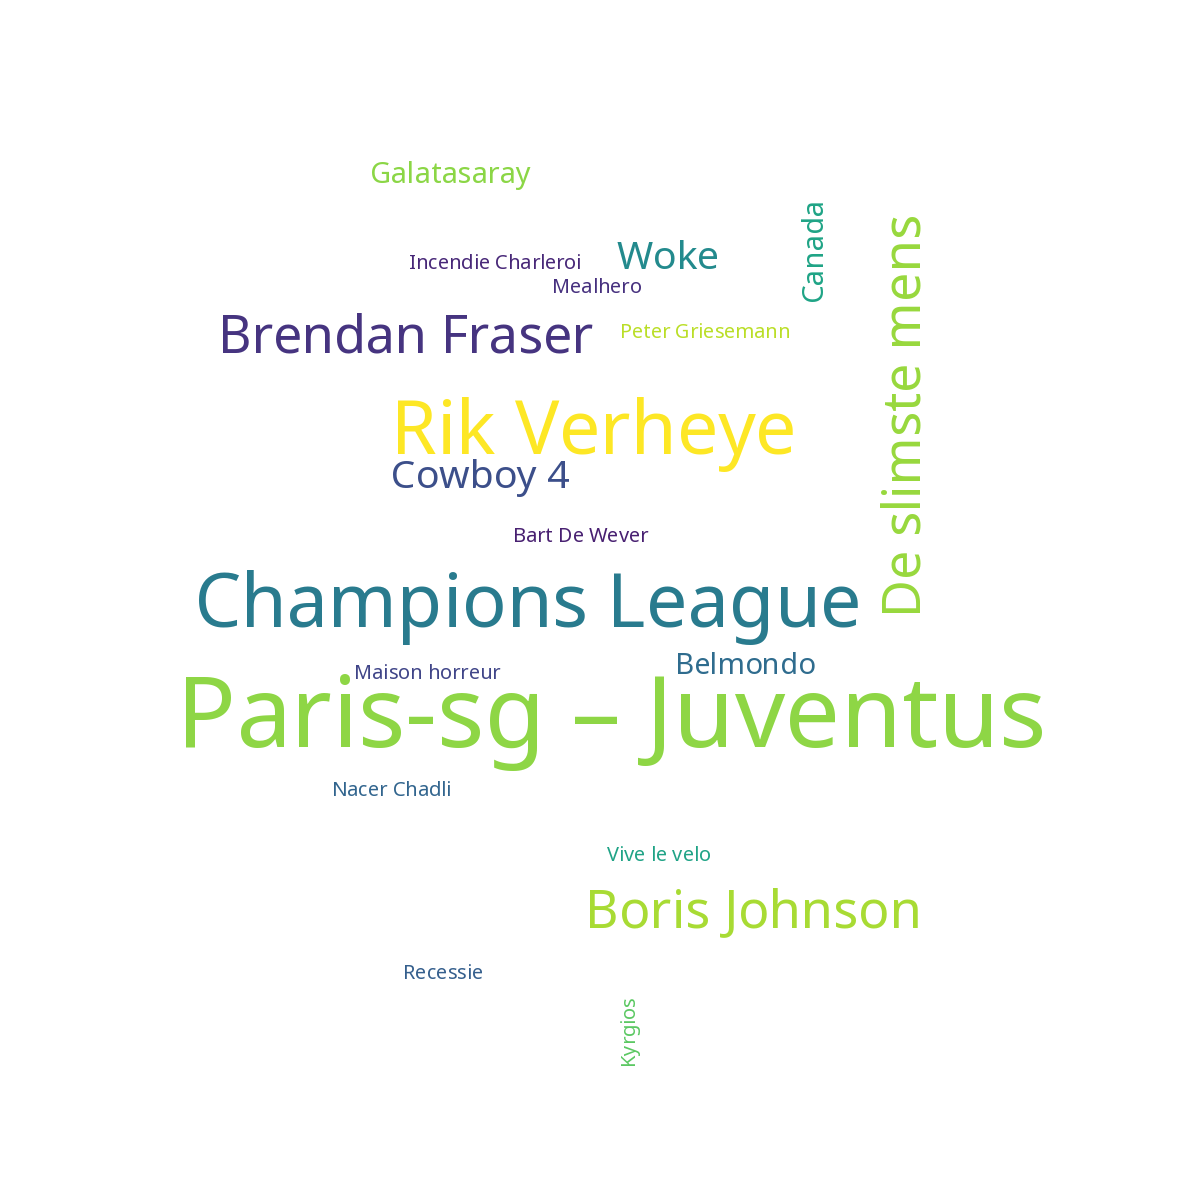 Galatasaray
Canada
De slimste mens
Woke
Incendie Charleroi
Mealhero
Brendan Fraser
Peter Griesemann
Rik Verheye
Cowboy 4
Bart De Wever
Champions League
Belmondo
Maison horreur
Paris-sg – Juventus
Nacer Chadli
Vive le velo
Boris Johnson
Recessie
Kyrgios